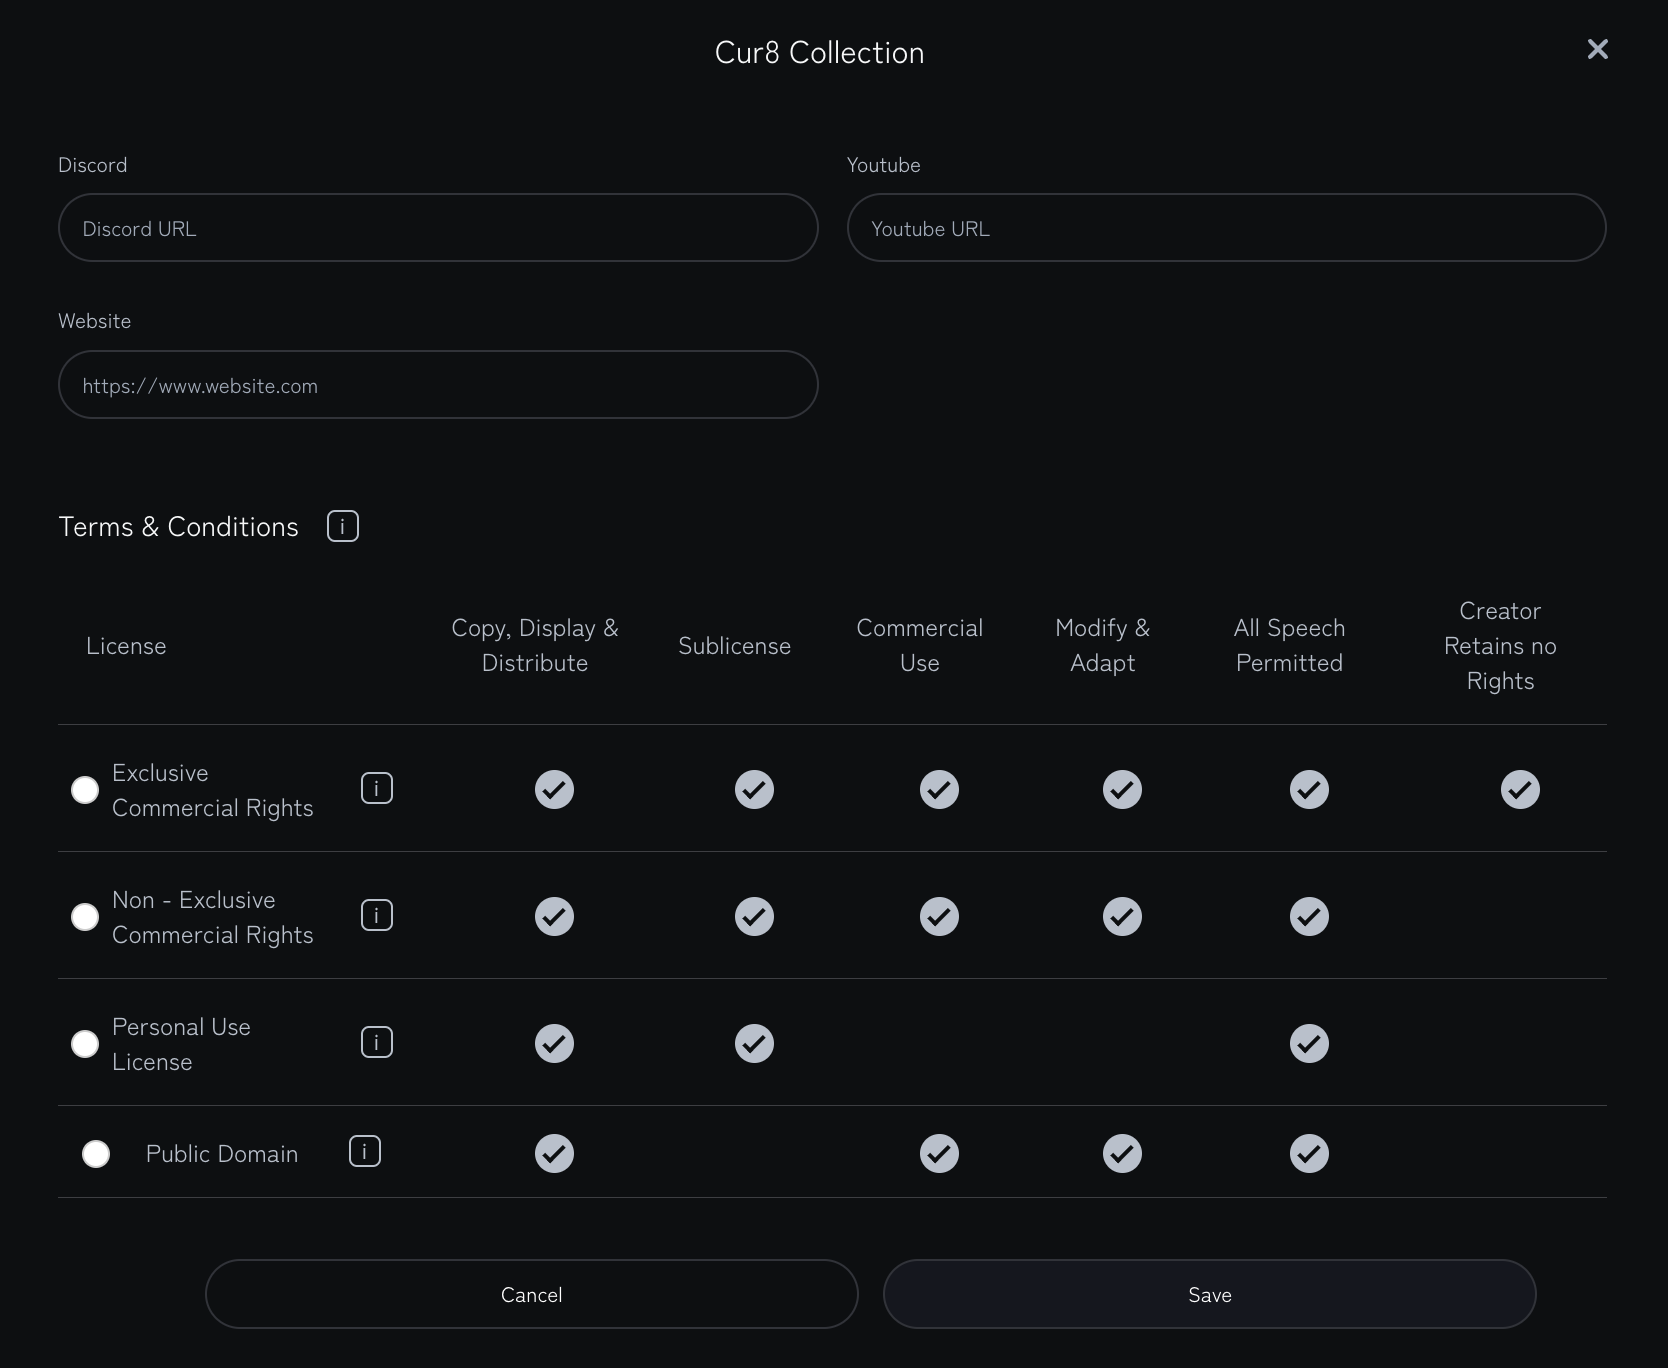 Cur8 Collection
Discord
Youtube
Discord URL
Youtube URL
Website
https://www.website.com
Terms & Conditions
i
License
Copy, Display &
Distribute
Sublicense
Commercial
Use
Modify &
Adapt
All Speech
Permitted
Creator
Retains no
Rights
Exclusive
Commercial Rights
i
Non - Exclusive
Commercial Rights
i
Personal Use
License
i
Public Domain
i
Cancel
Save